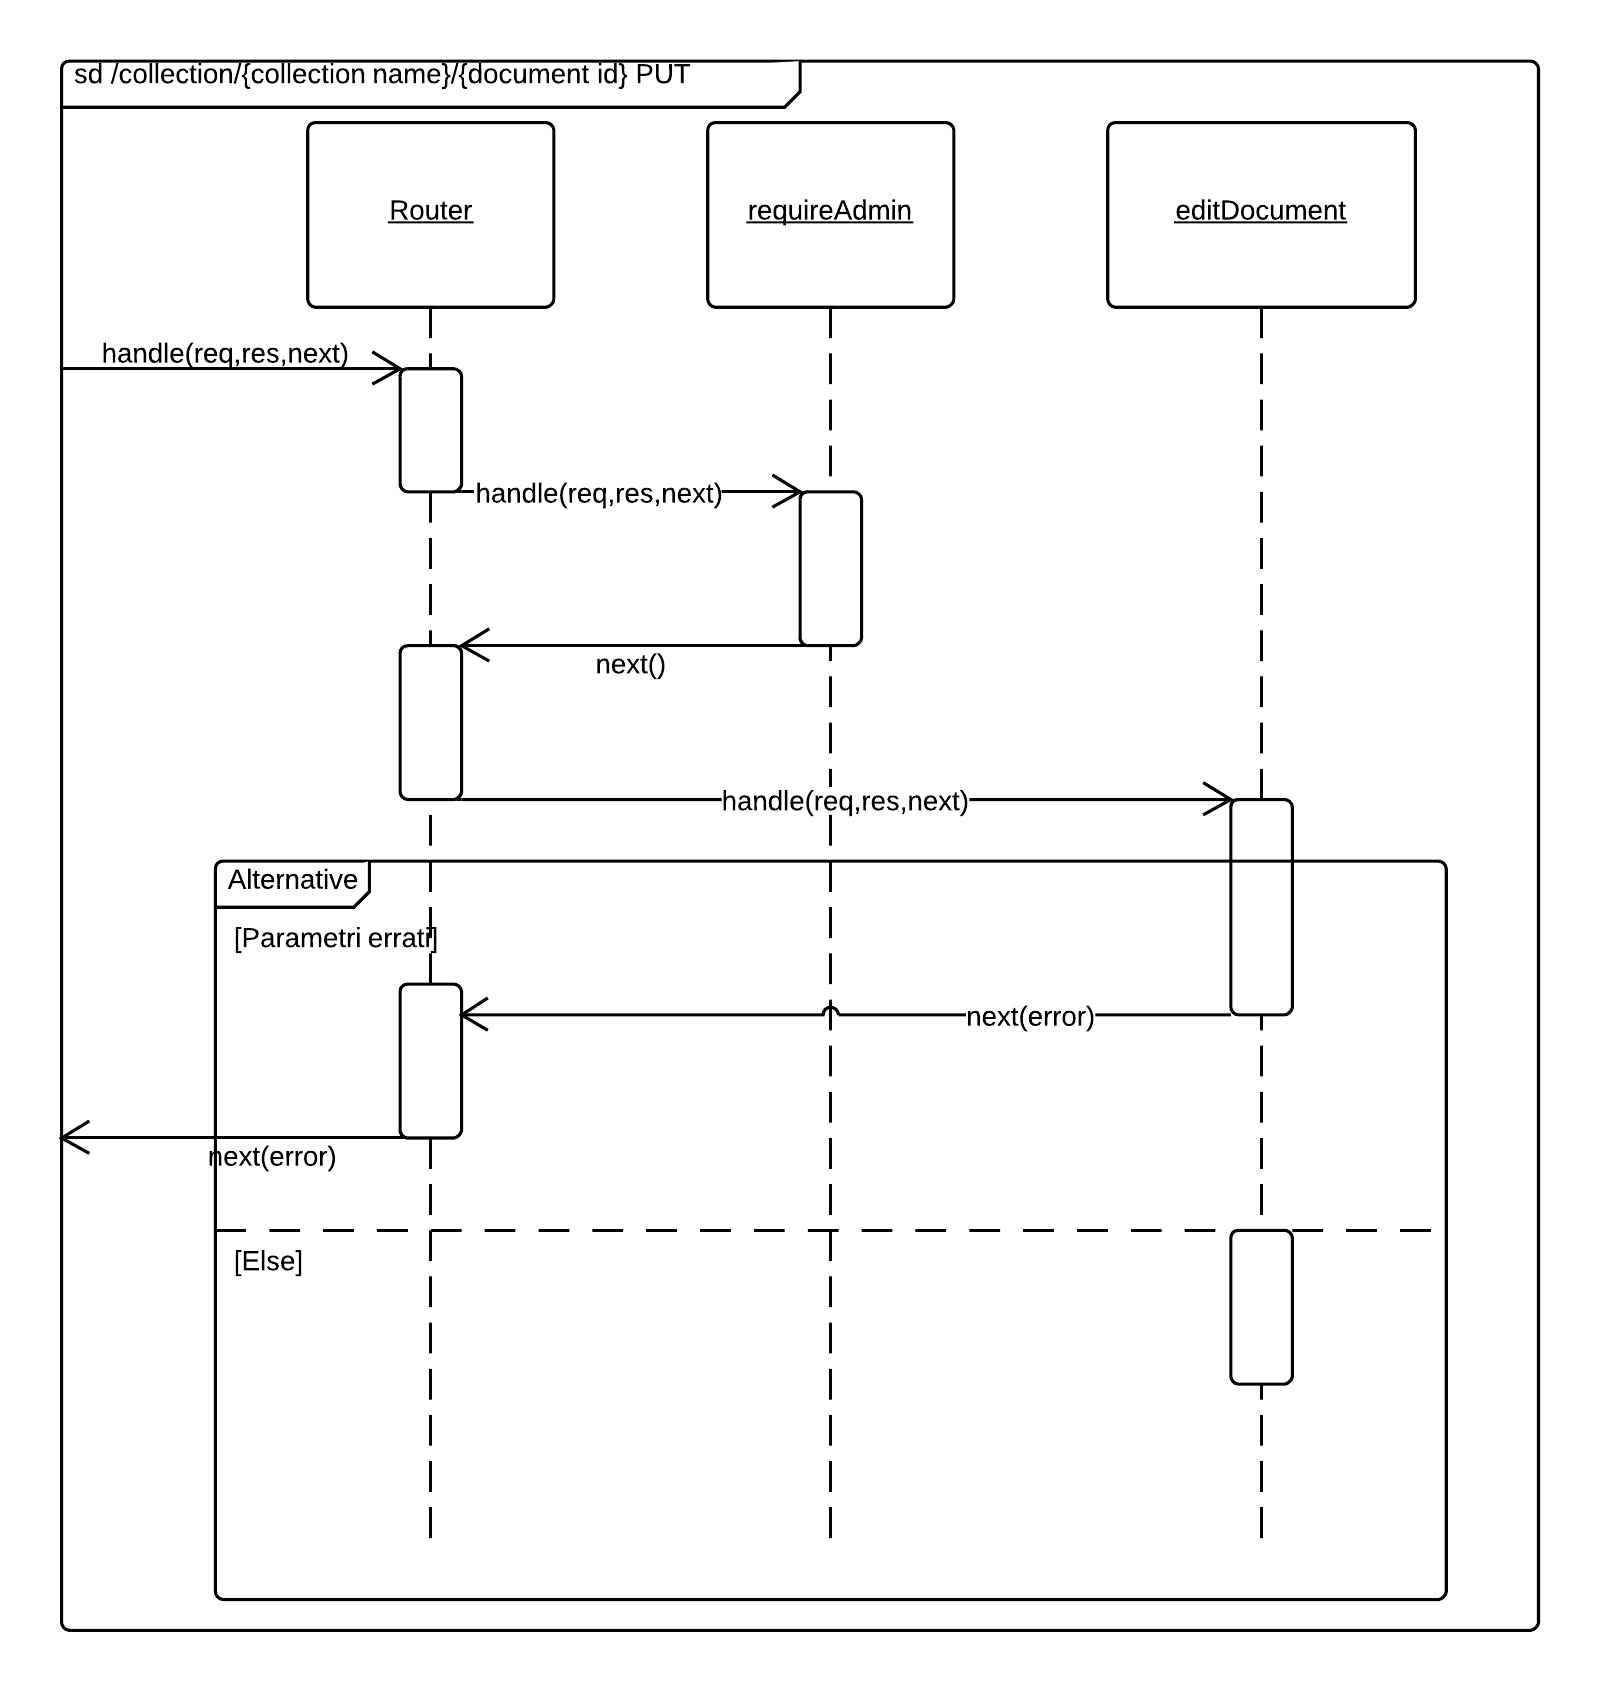 sd /collection/{collection name}/{document id} PUT
Router
requireAdmin
editDocument
handle(req,res,next)
handle(req,res,next)
next()
handle(req,res,next)
Alternative
[Parametri errati]
next(error)
next(error)
[Else]